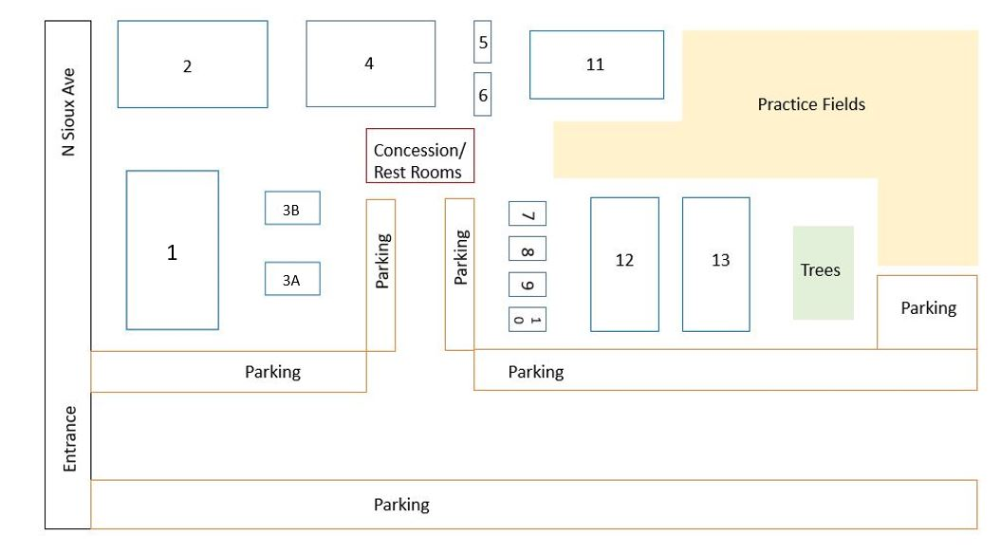 N Sioux Ave
2
4
5
6
11
Practice Fields
Concession/
Rest Rooms
1
3B
3A
Parking
Parking
7
8
9
10
12
13
Trees
Parking
Parking
Parking
Entrance
Parking